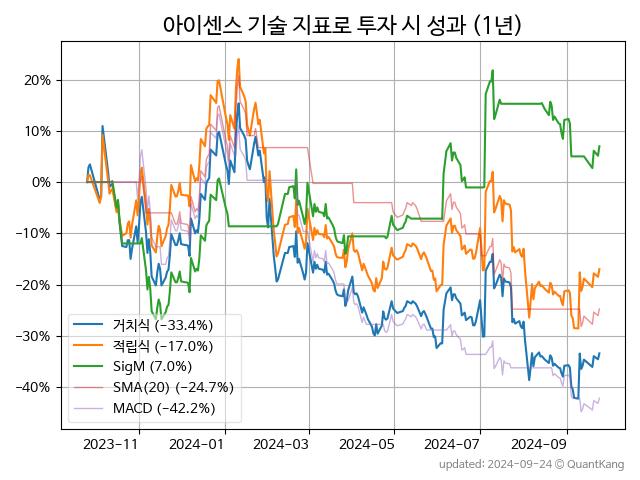 아이센스 기술 지표로 투자 시 성과 (1년)
20%
10%
0%
−10%
−20%
−30%
−40%
거치식 (−33.4%)
적립식 (−17.0%)
SigM (7.0%)
SMA(20) (−24.7%)
MACD (−42.2%)
2023−11
2024−01
2024−03
2024−05
2024−07
2024−09
updated: 2024−09−24 © QuantKang